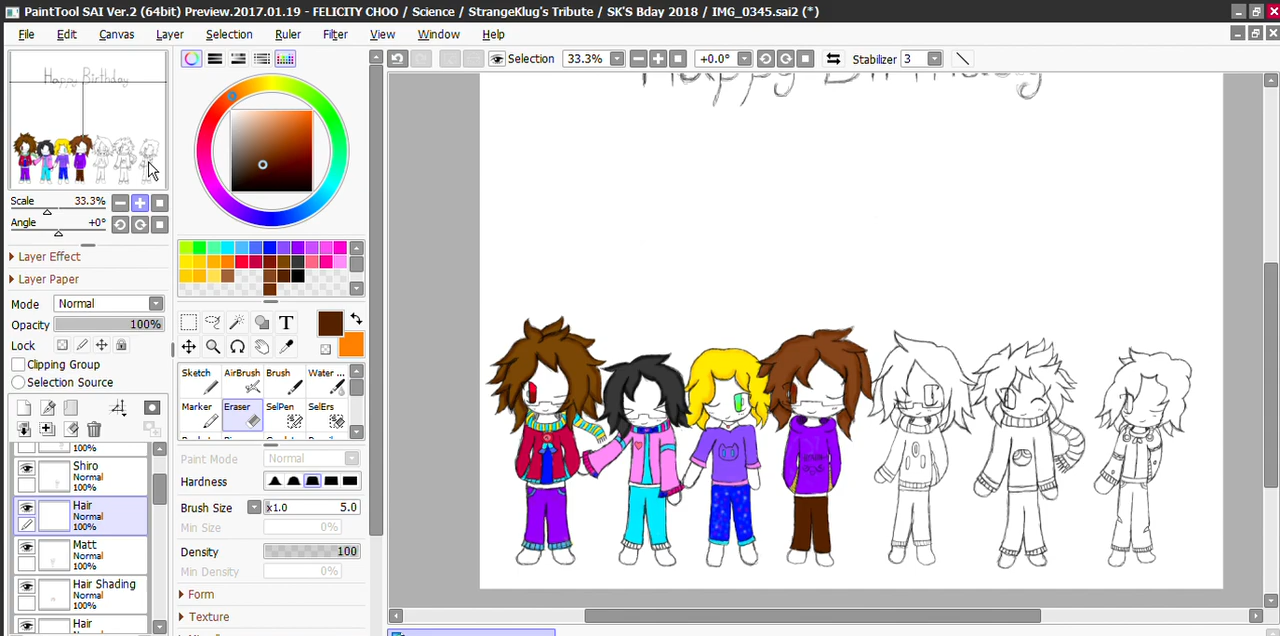 PaintTool SAI Ver.2 (64bit) Preview.2017.01.19 - FELICITY CHOO / Science / StrangeKlug's Tribute / SK'S Bday 2018 / IMG_0345.sai2 (*)
File Edit Canvas Layer Selection Ruler Filter View Window Help
Selection 33.3% +0.0° Stabilizer 3
Happy Birthday
Happy Birthday
Scale 33.3%
Angle +0°
Layer Effect
Layer Paper
Mode Normal
Opacity 100%
Lock
Clipping Group
Selection Source
T
Sketch AirBrush Brush Water ...
Marker Eraser SelPen SelErs
Paint Mode Normal
Hardness
Brush Size x1.0 5.0
Min Size 0%
Density 100
Min Density 0%
Form
Texture
100%
Shiro
Normal
100%
Hair
Normal
100%
Matt
Normal
100%
Hair Shading
Normal
100%
Hair
Normal